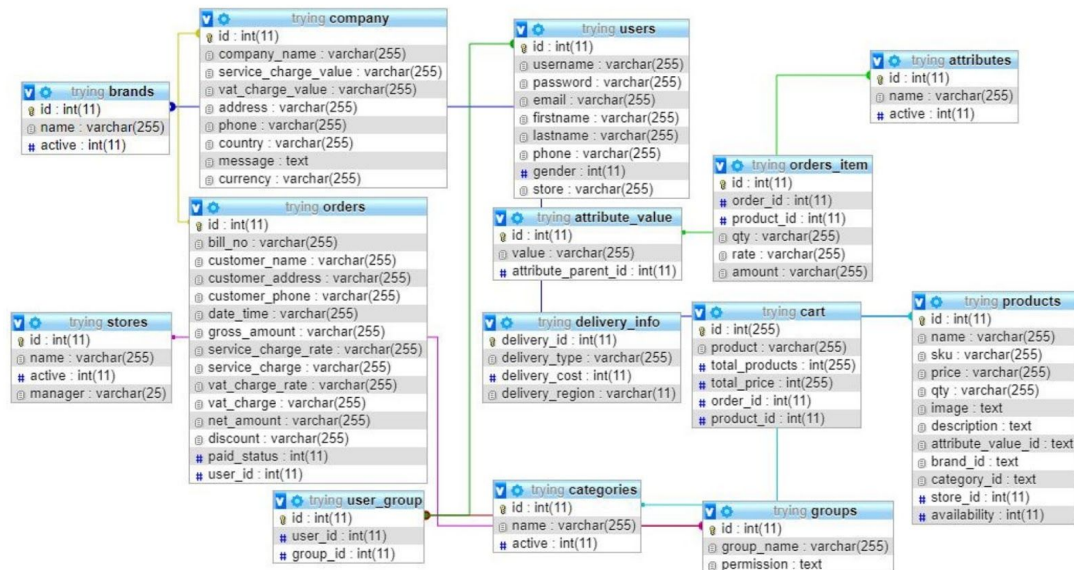 trying company
id : int(11)
company_name : varchar(255)
service_charge_value : varchar(255)
vat_charge_value : varchar(255)
address : varchar(255)
phone : varchar(255)
country : varchar(255)
message : text
currency : varchar(255)
trying users
id : int(11)
username : varchar(255)
password : varchar(255)
email : varchar(255)
firstname : varchar(255)
lastname : varchar(255)
phone : varchar(255)
gender : int(11)
store : varchar(255)
trying attributes
id : int(11)
name : varchar(255)
active : int(11)
trying brands
id : int(11)
name : varchar(255)
active : int(11)
trying orders_item
id : int(11)
order_id : int(11)
product_id : int(11)
qty : varchar(255)
rate : varchar(255)
amount : varchar(255)
trying orders
id : int(11)
bill_no : varchar(255)
customer_name : varchar(255)
customer_address : varchar(255)
customer_phone : varchar(255)
date_time : varchar(255)
gross_amount : varchar(255)
service_charge_rate : varchar(255)
service_charge : varchar(255)
vat_charge_rate : varchar(255)
vat_charge : varchar(255)
net_amount : varchar(255)
discount : varchar(255)
paid_status : int(11)
user_id : int(11)
trying attribute_value
id : int(11)
value : varchar(255)
attribute_parent_id : int(11)
trying stores
id : int(11)
name : varchar(255)
active : int(11)
manager : varchar(25)
trying delivery_info
delivery_id : int(11)
delivery_type : varchar(255)
delivery_cost : int(11)
delivery_region : varchar(11)
trying cart
id : int(255)
product : varchar(255)
total_products : int(255)
total_price : int(255)
order_id : int(11)
product_id : int(11)
trying products
id : int(11)
name : varchar(255)
sku : varchar(255)
price : varchar(255)
qty : varchar(255)
image : text
description : text
attribute_value_id : text
brand_id : text
category_id : text
store_id : int(11)
availability : int(11)
trying user_group
id : int(11)
user_id : int(11)
group_id : int(11)
trying categories
id : int(11)
name : varchar(255)
active : int(11)
trying groups
id : int(11)
group_name : varchar(255)
permission : text